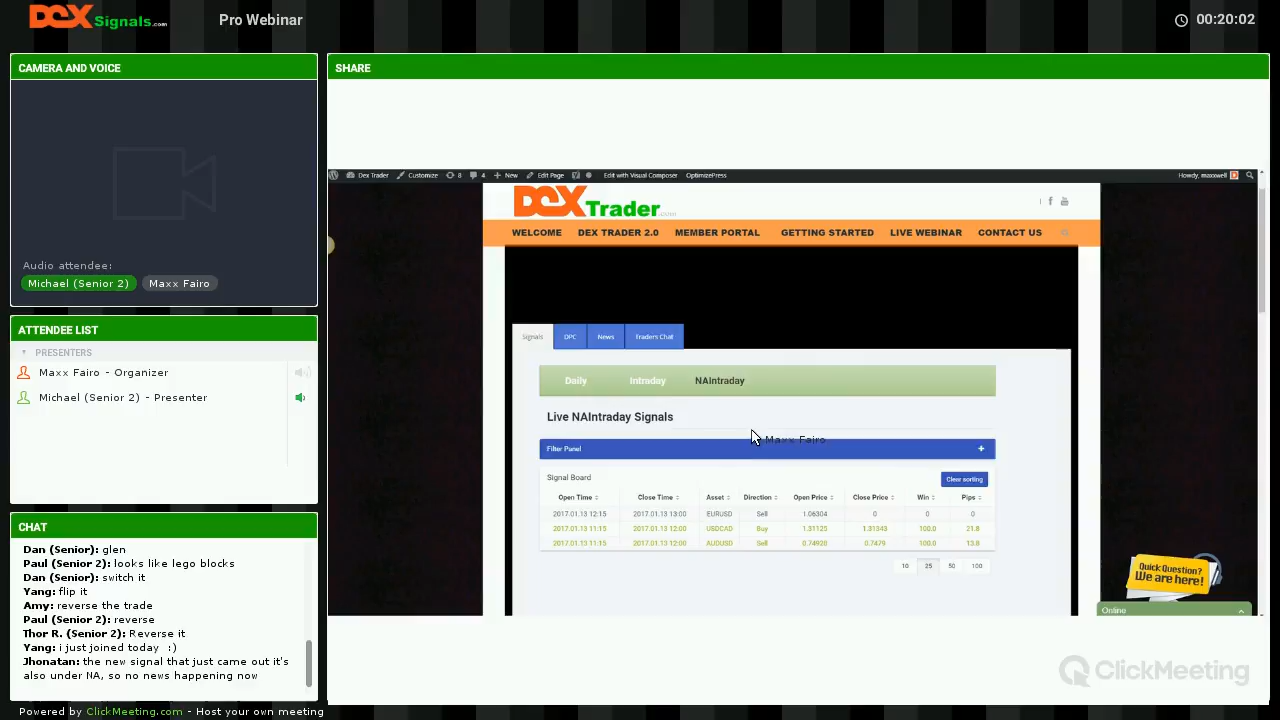 DEX Signals.com
Pro Webinar
00:20:02
CAMERA AND VOICE
Audio attendee:
Michael (Senior 2)
Maxx Fairo
ATTENDEE LIST
PRESENTERS
Maxx Fairo - Organizer
Michael (Senior 2) - Presenter
CHAT
Dan (Senior): glen
Paul (Senior 2): looks like lego blocks
Dan (Senior): switch it
Yang: flip it
Amy: reverse the trade
Paul (Senior 2): reverse
Thor R. (Senior 2): Reverse it
Yang: i just joined today :)
Jhonatan: the new signal that just came out it's
also under NA, so no news happening now
Powered by ClickMeeting.com - Host your own meeting
SHARE
Dex Trader Customize 8 4 New Edit Page Edit with Visual Composer OptimizePress Howdy, maxxwell
DEX Trader.com
WELCOME DEX TRADER 2.0 MEMBER PORTAL GETTING STARTED LIVE WEBINAR CONTACT US
Signals DPC News Traders Chat
Daily Intraday NAIntraday
Live NAIntraday Signals
Maxx Fairo
Filter Panel +
Signal Board Clear sorting
Open Time Close Time Asset Direction Open Price Close Price Win Pips
2017.01.13 12:15 2017.01.13 13:00 EURUSD Sell 1.06304 0 0 0
2017.01.13 11:15 2017.01.13 12:00 USDCAD Buy 1.31125 1.31343 100.0 21.8
2017.01.13 11:15 2017.01.13 12:00 AUDUSD Sell 0.74920 0.7479 100.0 13.8
10 25 50 100
Quick Question?
We are here!
Online
ClickMeeting